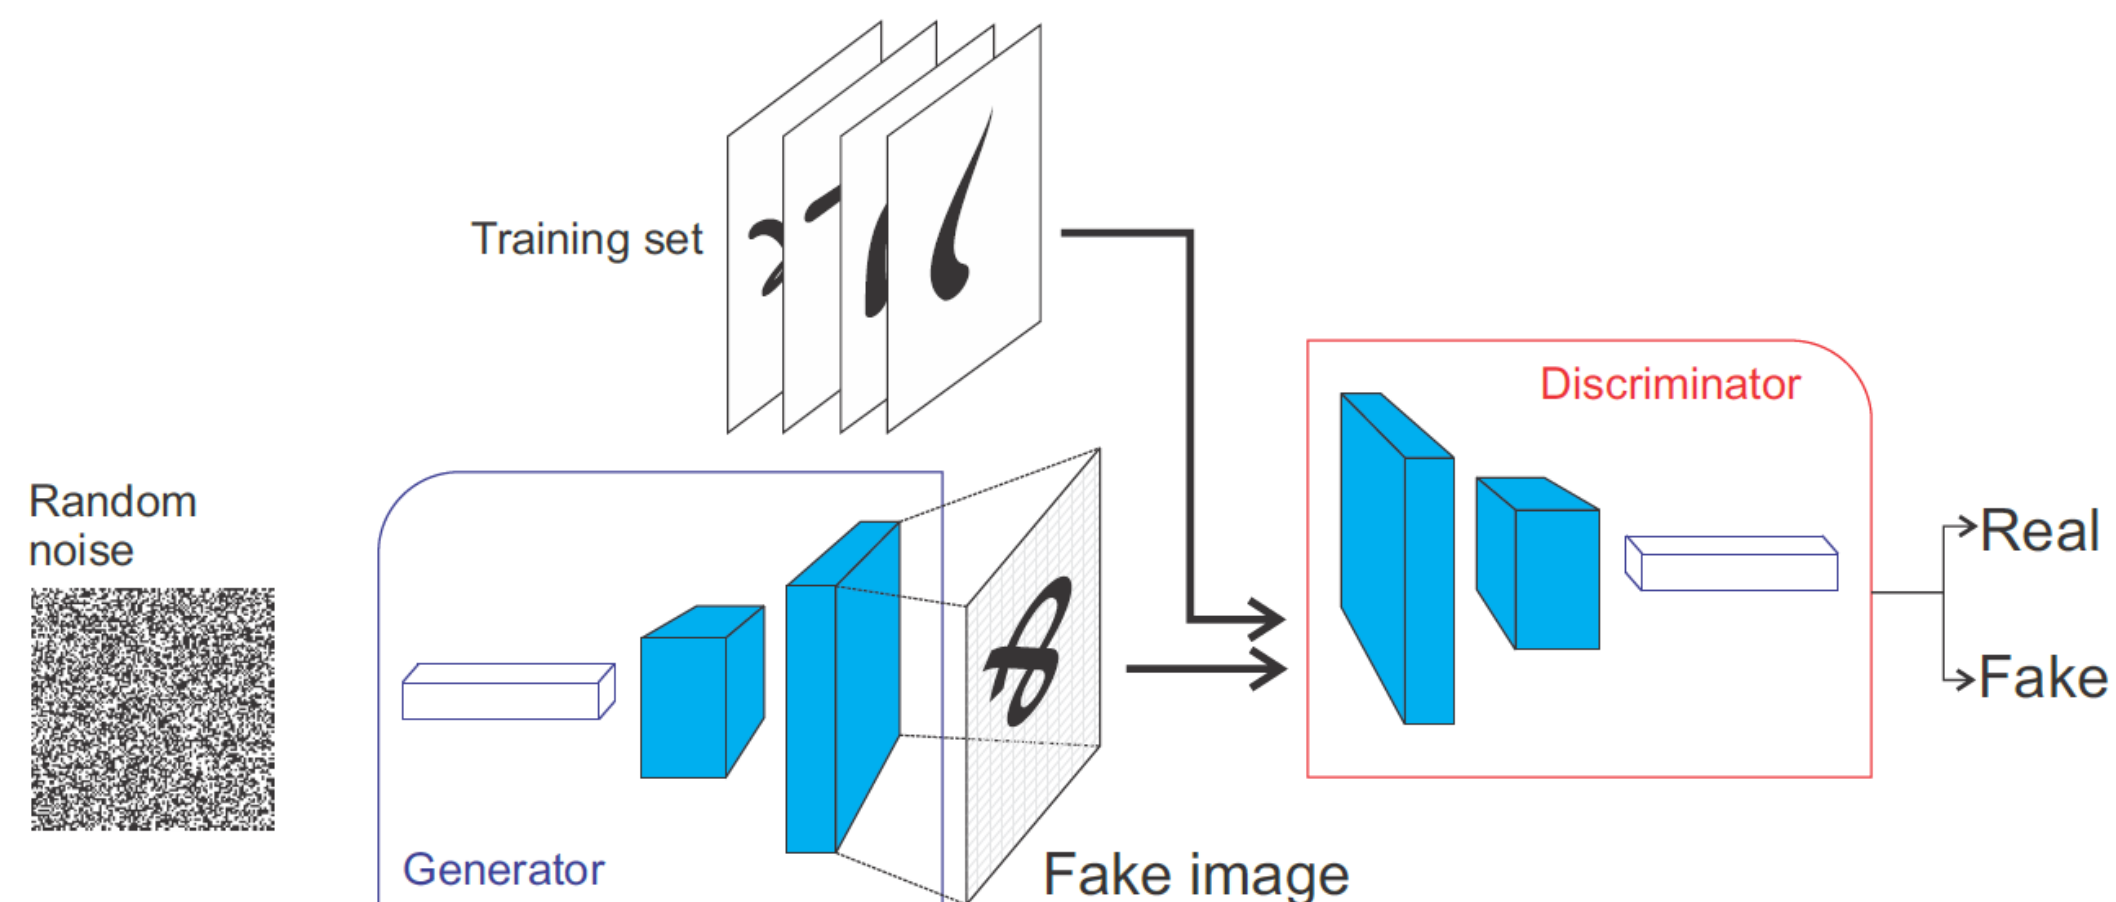 Training set
Discriminator
Random
noise
Real
Fake
Generator
Fake image